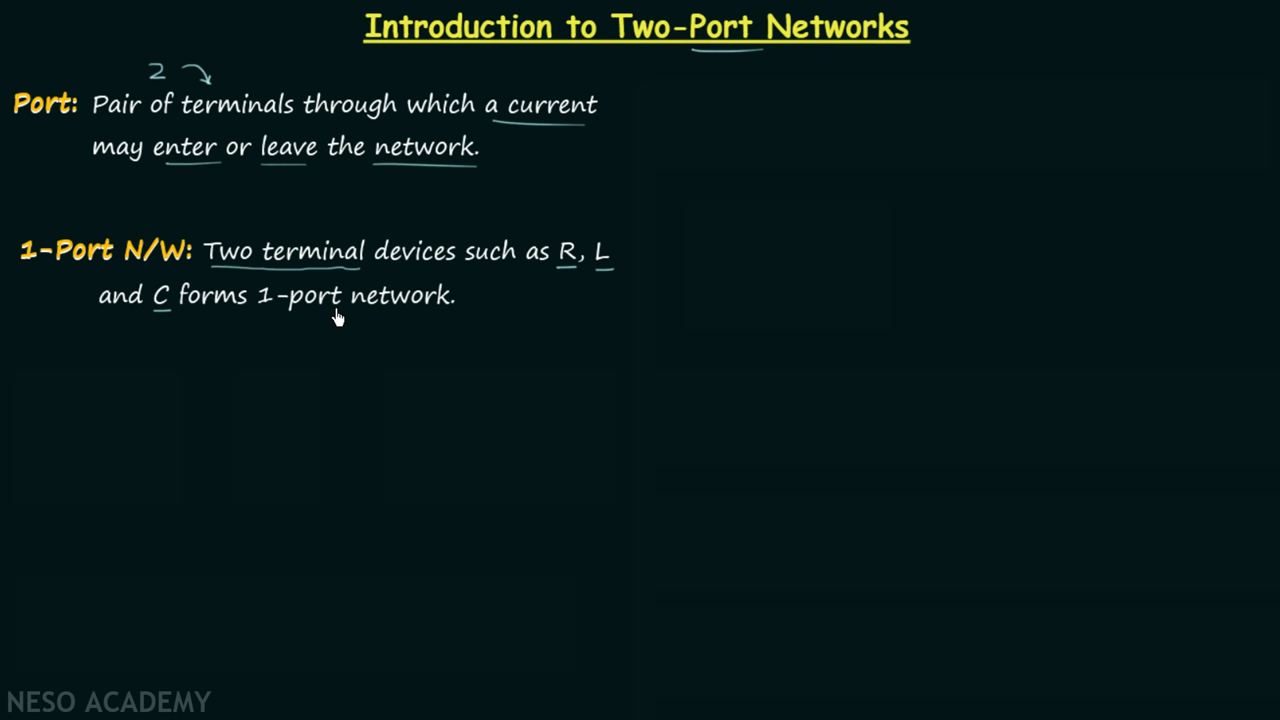 Introduction to Two-Port Networks
2
Port: Pair of terminals through which a current
may enter or leave the network.
1-Port N/W: Two terminal devices such as R, L
and C forms 1-port network.
NESO ACADEMY